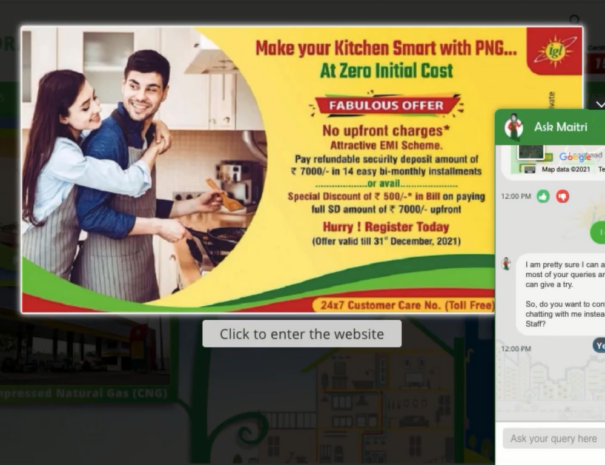 Make your Kitchen Smart with PNG...
At Zero Initial Cost
igl
FABULOUS OFFER
No upfront charges*
Attractive EMI Scheme.
Pay refundable security deposit amount of
₹ 7000/- in 14 easy bi-monthly installments
..........................or avail..........................
Special Discount of ₹ 500/-* in Bill on paying
full SD amount of ₹ 7000/- upfront
Hurry ! Register Today
(Offer valid till 31st December, 2021)
24x7 Customer Care No. (Toll Free)
Click to enter the website
mpressed Natural Gas (CNG)
Ask Maitri
Google
Map data ©2021 Te
12:00 PM
I
I am pretty sure I can a
most of your queries an
can give a try.
So, do you want to con
chatting with me instea
Staff?
12:00 PM
Ye
Ask your query here